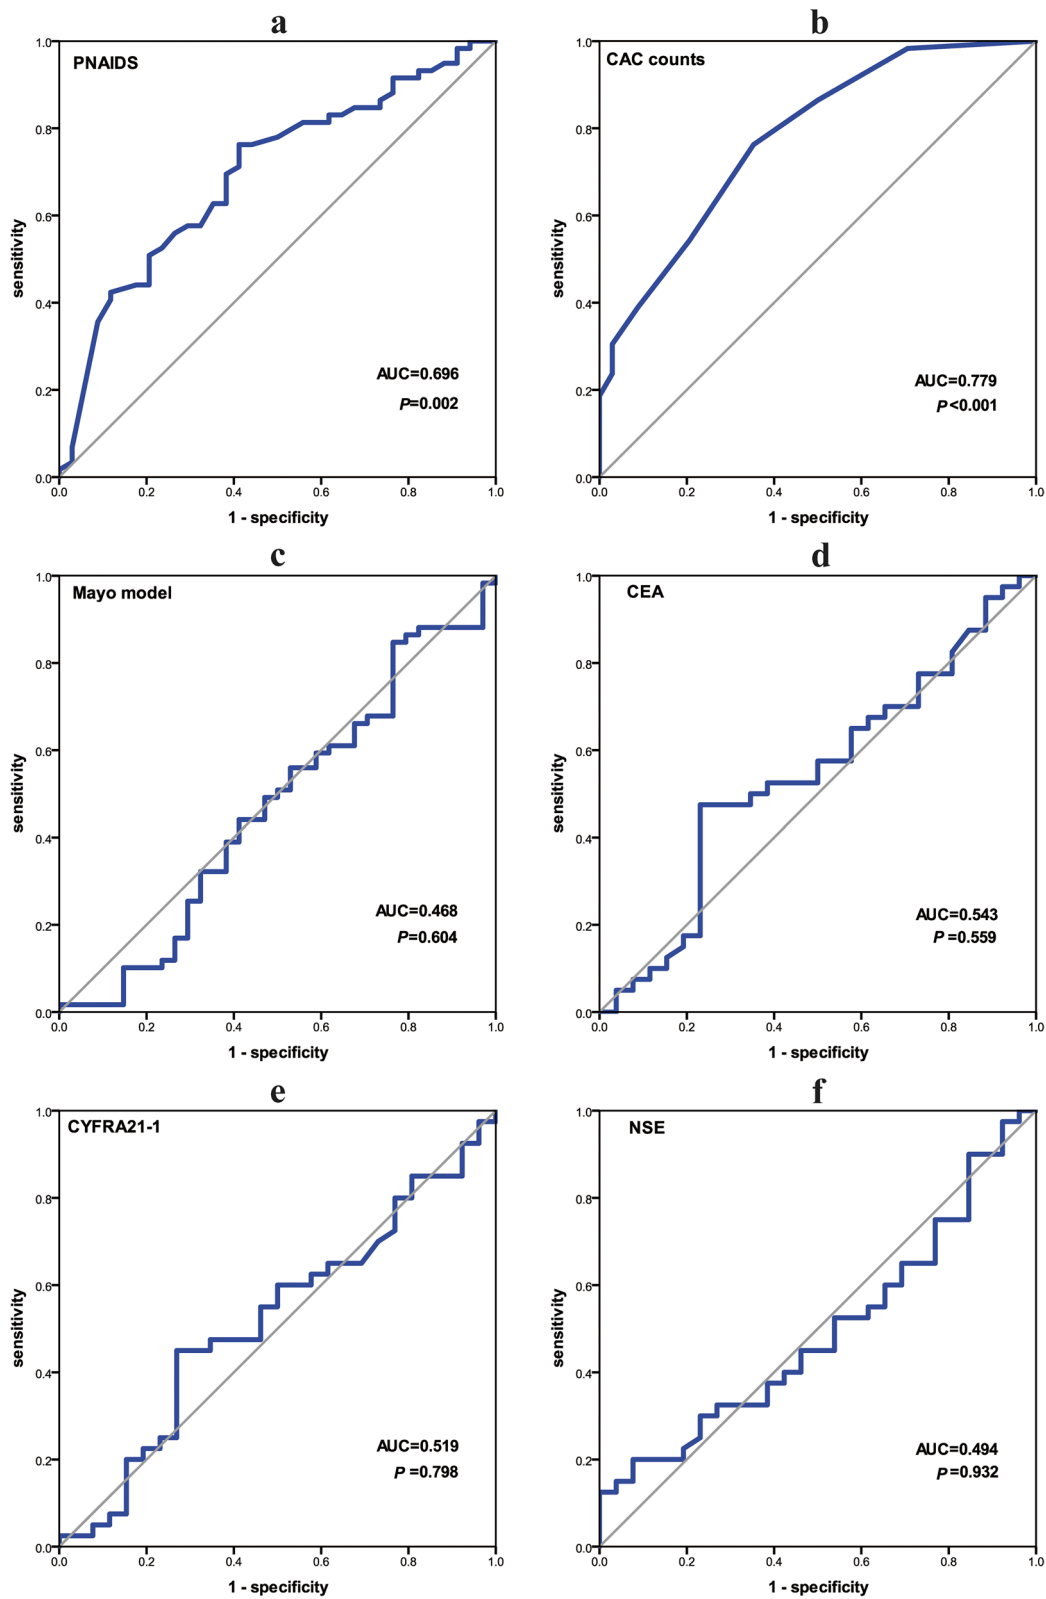 a
PNAIDS
1.0
0.8
0.6
0.4
0.2
0.0
sensitivity
AUC=0.696
P=0.002
0.0 0.2 0.4 0.6 0.8 1.0
1 - specificity
b
CAC counts
1.0
0.8
0.6
0.4
0.2
0.0
sensitivity
AUC=0.779
P<0.001
0.0 0.2 0.4 0.6 0.8 1.0
1 - specificity
c
Mayo model
1.0
0.8
0.6
0.4
0.2
0.0
sensitivity
AUC=0.468
P=0.604
0.0 0.2 0.4 0.6 0.8 1.0
1 - specificity
d
CEA
1.0
0.8
0.6
0.4
0.2
0.0
sensitivity
AUC=0.543
P =0.559
0.0 0.2 0.4 0.6 0.8 1.0
1 - specificity
e
CYFRA21-1
1.0
0.8
0.6
0.4
0.2
0.0
sensitivity
AUC=0.519
P =0.798
0.0 0.2 0.4 0.6 0.8 1.0
1 - specificity
f
NSE
1.0
0.8
0.6
0.4
0.2
0.0
sensitivity
AUC=0.494
P=0.932
0.0 0.2 0.4 0.6 0.8 1.0
1 - specificity